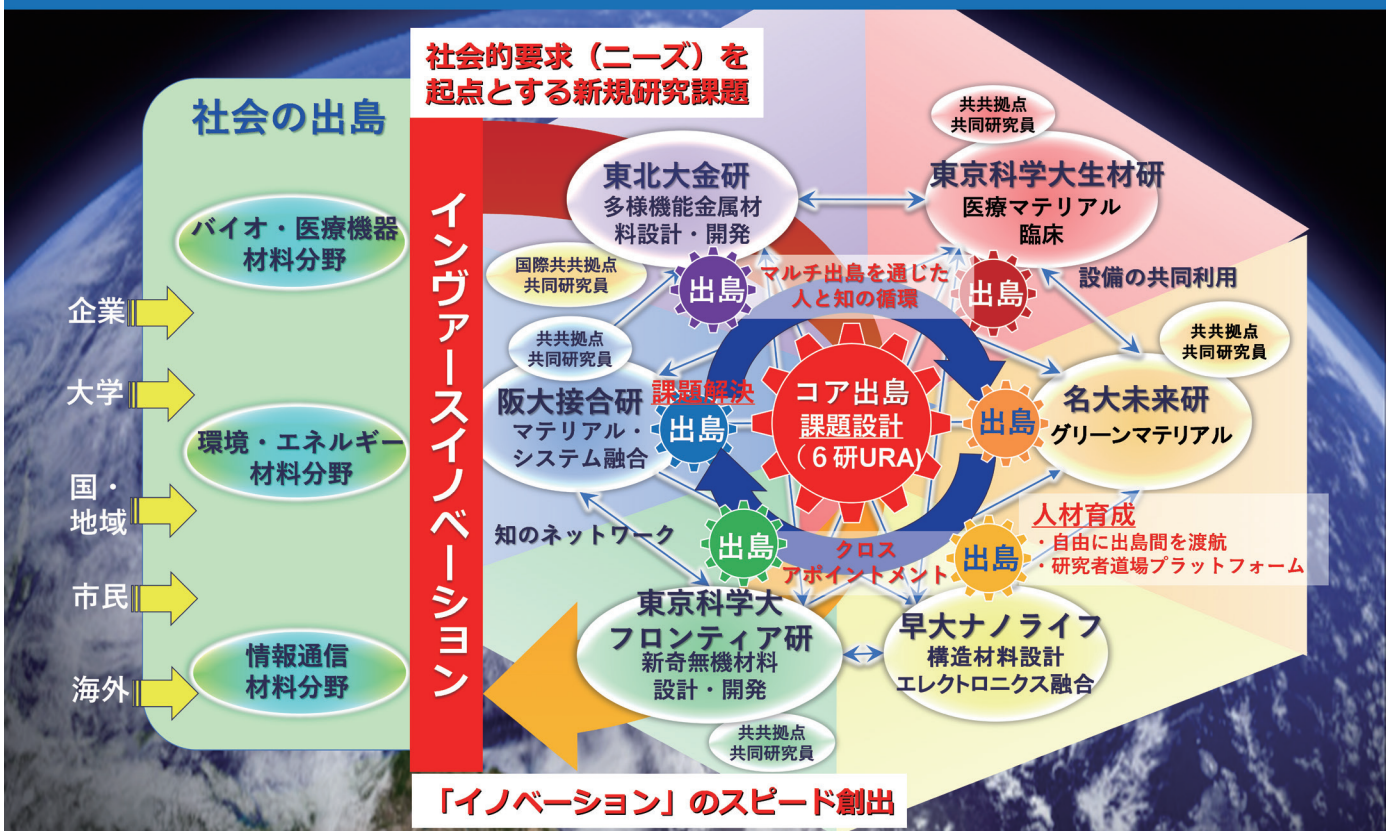 社会的要求（ニーズ）を
起点とする新規研究課題
社会の出島
バイオ・医療機器
材料分野
環境・エネルギー
材料分野
情報通信
材料分野
企業
大学
国・
地域
市民
海外
インヴァースイノベーション
共共拠点
共同研究員
東北大金研
多様機能金属材
料設計・開発
東京科学大生材研
医療マテリアル
臨床
国際共共拠点
共同研究員
出島
マルチ出島を通じた
人と知の循環
出島
設備の共同利用
共共拠点
共同研究員
共共拠点
共同研究員
阪大接合研
マテリアル・
システム融合
課題解決
出島
コア出島
課題設計
（６研URA)
出島
名大未来研
グリーンマテリアル
知のネットワーク
出島
クロス
アポイントメント
出島
人材育成
・自由に出島間を渡航
・研究者道場プラットフォーム
東京科学大
フロンティア研
新奇無機材料
設計・開発
早大ナノライフ
構造材料設計
エレクトロニクス融合
共共拠点
共同研究員
「イノベーション」のスピード創出